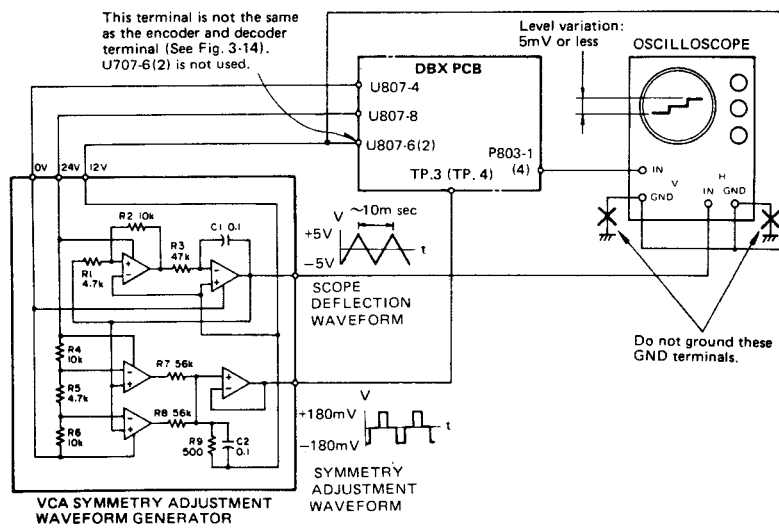 This terminal is not the same
as the encoder and decoder
terminal (See Fig. 3-14).
U707-6(2) is not used.
Level variation:
5mV or less
OSCILLOSCOPE
DBX PCB
U807-4
U807-8
U807-6(2)
P803-1
(4)
TP.3 (TP. 4)
IN
GND
V
H
IN
GND
0V
24V
12V
R2 10k
C1 0.1
R3
47k
R1
4.7k
V
~10m sec
+5V
t
-5V
SCOPE
DEFLECTION
WAVEFORM
Do not ground these
GND terminals.
R4
10k
R5
4.7k
R6
10k
R7 56k
R8 56k
R9
500
C2
0.1
V
+180mV
t
-180mV
SYMMETRY
ADJUSTMENT
WAVEFORM
VCA SYMMETRY ADJUSTMENT
WAVEFORM GENERATOR